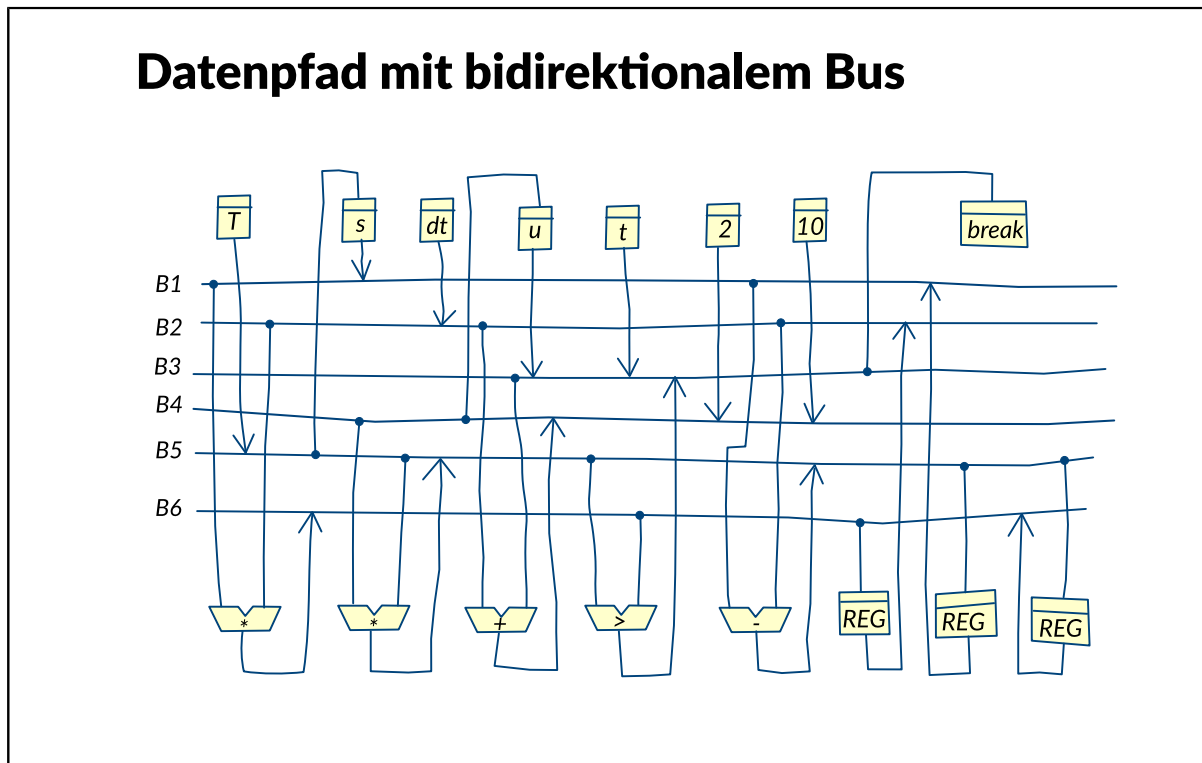 Datenpfad mit bidirektionalem Bus
T s dt u t 2 10 break
B1
B2
B3
B4
B5
B6
* * + > - REG REG REG